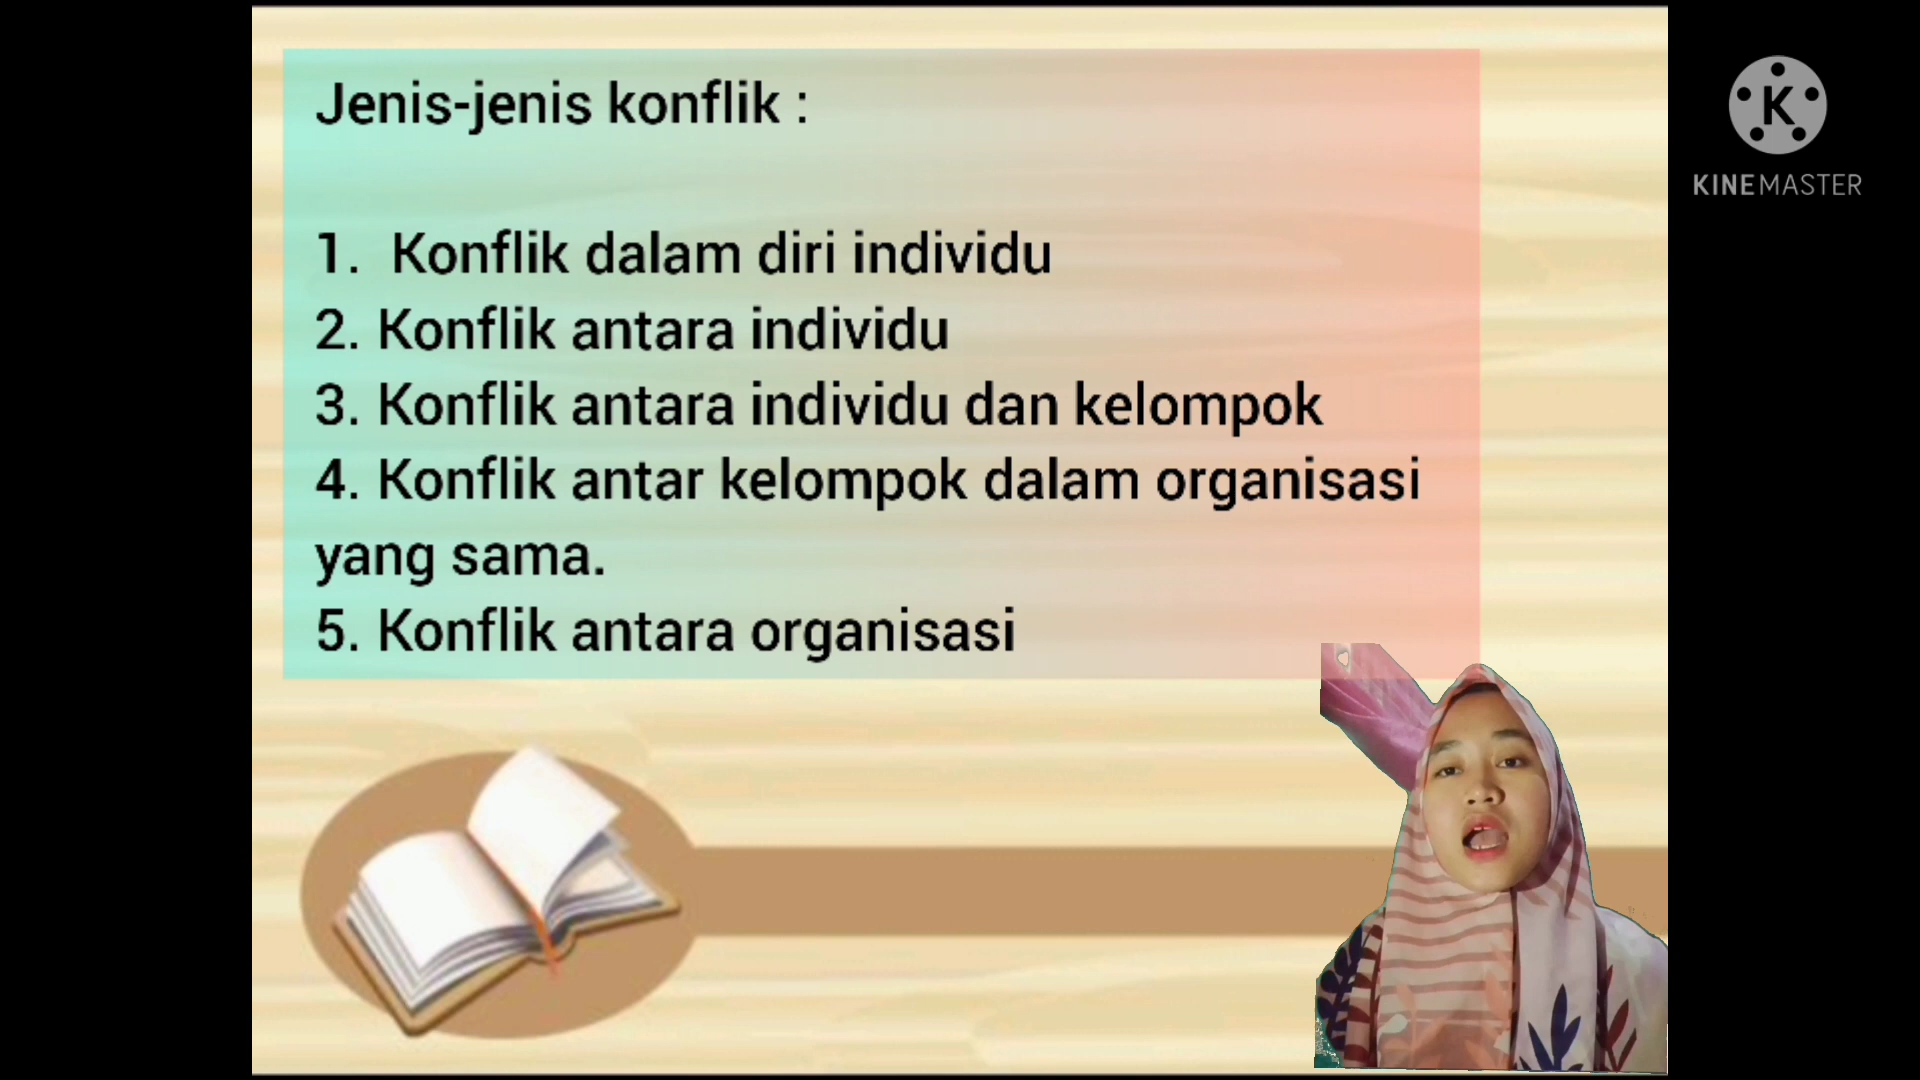 Jenis-jenis konflik :
1. Konflik dalam diri individu
2. Konflik antara individu
3. Konflik antara individu dan kelompok
4. Konflik antar kelompok dalam organisasi
yang sama.
5. Konflik antara organisasi
K
KINEMASTER